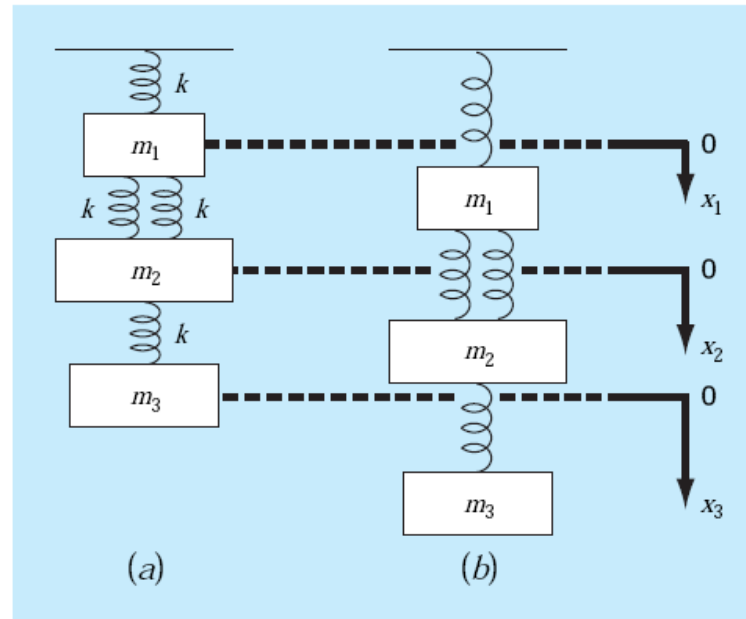 k
m₁ 0
m₁ x₁
k k
m₂ 0
m₂ x₂
k
m₃ 0
m₃ x₃
(a) (b)